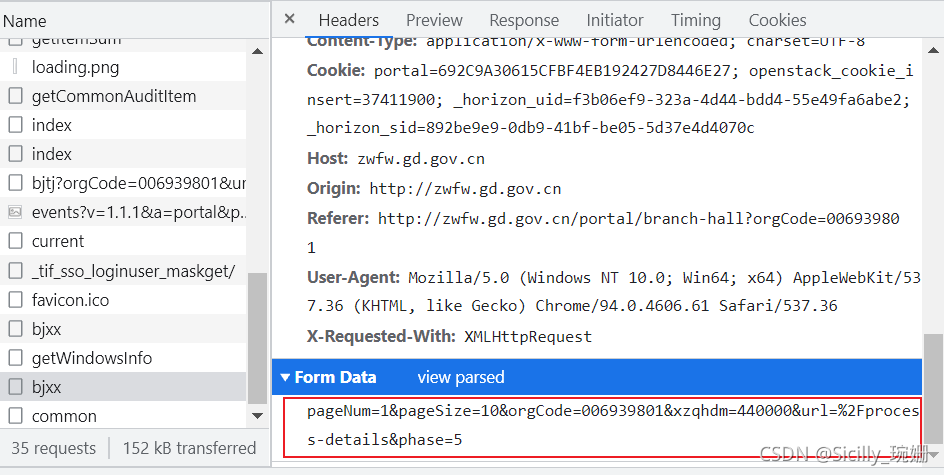 Name
getItemSum
loading.png
getCommonAuditItem
index
index
bjtj?orgCode=006939801&ur
events?v=1.1.1&a=portal&p...
current
_tif_sso_loginuser_maskget/
favicon.ico
bjxx
getWindowsInfo
bjxx
common
35 requests 152 kB transferred
× Headers Preview Response Initiator Timing Cookies
Content-Type: application/x-www-form-urlencoded; charset=UTF-8
Cookie: portal=692C9A30615CFBF4EB192427D8446E27; openstack_cookie_i
nsert=37411900; _horizon_uid=f3b06ef9-323a-4d44-bdd4-55e49fa6abe2;
_horizon_sid=892be9e9-0db9-41bf-be05-5d37e4d4070c
Host: zwfw.gd.gov.cn
Origin: http://zwfw.gd.gov.cn
Referer: http://zwfw.gd.gov.cn/portal/branch-hall?orgCode=00693980
1
User-Agent: Mozilla/5.0 (Windows NT 10.0; Win64; x64) AppleWebKit/53
7.36 (KHTML, like Gecko) Chrome/94.0.4606.61 Safari/537.36
X-Requested-With: XMLHttpRequest
Form Data view parsed
pageNum=1&pageSize=10&orgCode=006939801&xzqhdm=440000&url=%2Fproces
s-details&phase=5
CSDN @Sicilly_琬姗